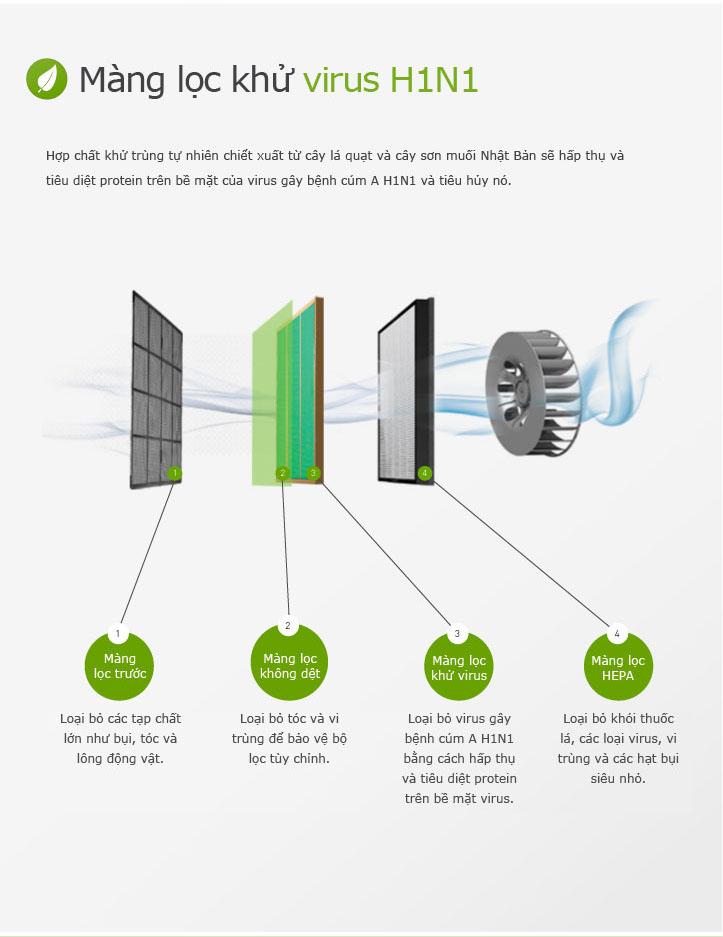 Màng lọc khử virus H1N1
Hợp chất khử trùng tự nhiên chiết xuất từ cây lá quạt và cây sơn muối Nhật Bản sẽ hấp thụ và
tiêu diệt protein trên bề mặt của virus gây bệnh cúm A H1N1 và tiêu hủy nó.
1
2
3
4
1
Màng
lọc trước
Loại bỏ các tạp chất
lớn như bụi, tóc và
lông động vật.
2
Màng lọc
không dệt
Loại bỏ tóc và vi
trùng để bảo vệ bộ
lọc tùy chỉnh.
3
Màng lọc
khử virus
Loại bỏ virus gây
bệnh cúm A H1N1
bằng cách hấp thụ
và tiêu diệt protein
trên bề mặt virus.
4
Màng lọc
HEPA
Loại bỏ khói thuốc
lá, các loại virus, vi
trùng và các hạt bụi
siêu nhỏ.